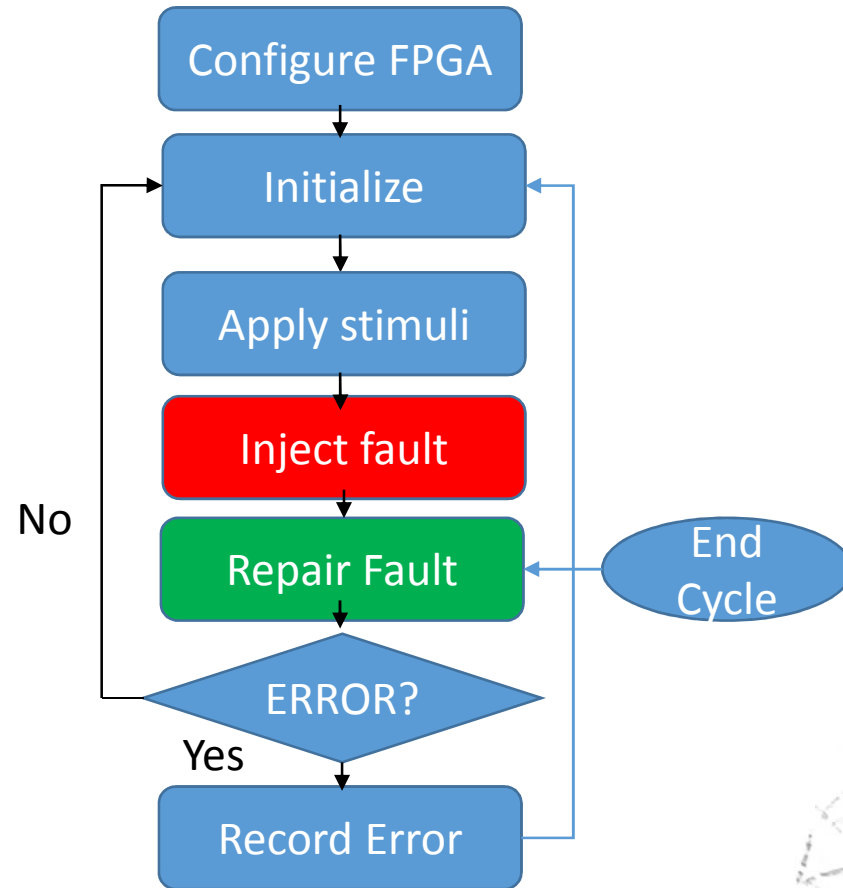 Configure FPGA
Initialize
Apply stimuli
Inject fault
No
Repair Fault
End
Cycle
ERROR?
Yes
Record Error